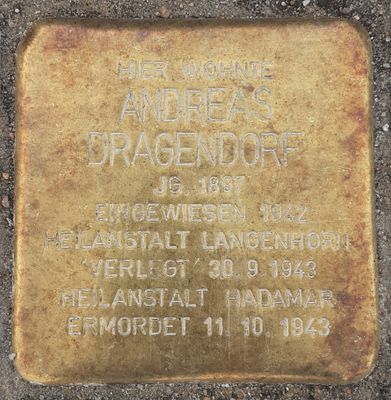 HIER WOHNTE
ANDREAS
DRAGENDORF
JG. 1897
EINGEWIESEN 1942
HEILANSTALT LANGENHORN
'VERLEGT' 30. 9. 1943
HEILANSTALT HADAMAR
ERMORDET 11. 10. 1943